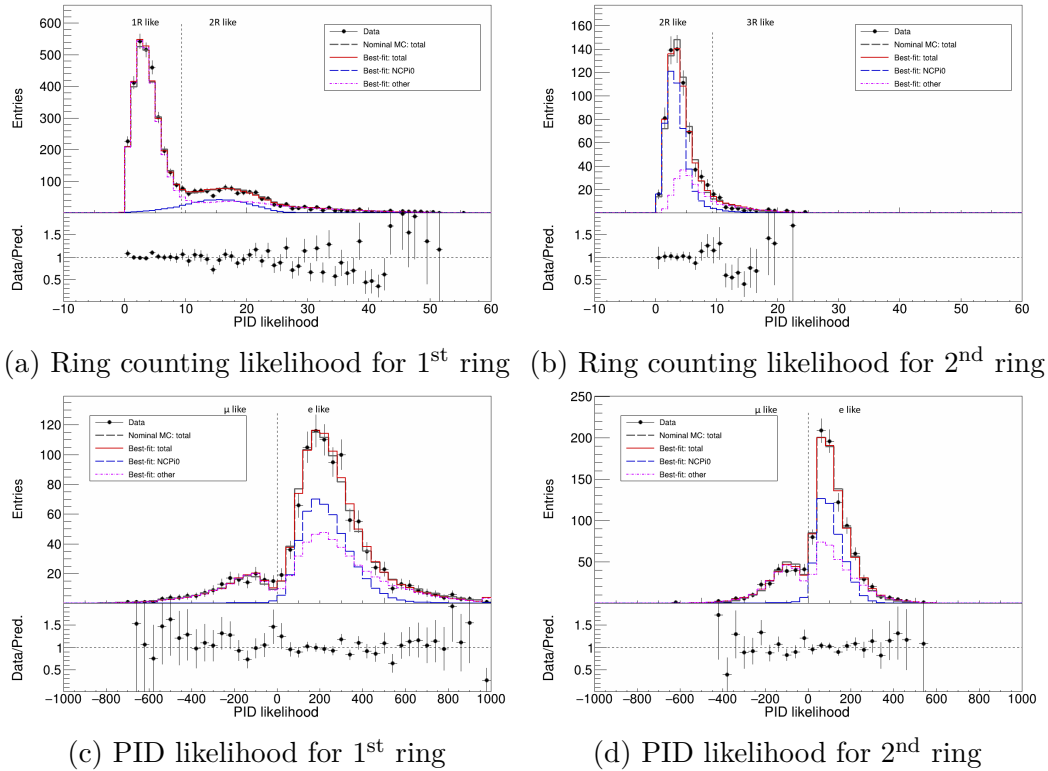 1R like 2R like
Data
Nominal MC: total
Best-fit: total
Best-fit: NCPi0
Best-fit: other
Entries
600
500
400
300
200
100
Data/Pred.
1.5
1
0.5
−10 0 10 20 30 40 50 60
PID likelihood
(a) Ring counting likelihood for 1st ring
2R like 3R like
Data
Nominal MC: total
Best-fit: total
Best-fit: NCPi0
Best-fit: other
Entries
160
140
120
100
80
60
40
20
Data/Pred.
1.5
1
0.5
−10 0 10 20 30 40 50 60
PID likelihood
(b) Ring counting likelihood for 2nd ring
μ like e like
Data
Nominal MC: total
Best-fit: total
Best-fit: NCPi0
Best-fit: other
Entries
120
100
80
60
40
20
Data/Pred.
1.5
1
0.5
−1000 −800 −600 −400 −200 0 200 400 600 800 1000
PID likelihood
(c) PID likelihood for 1st ring
μ like e like
Data
Nominal MC: total
Best-fit: total
Best-fit: NCPi0
Best-fit: other
Entries
250
200
150
100
50
Data/Pred.
1.5
1
0.5
−1000 −800 −600 −400 −200 0 200 400 600 800 1000
PID likelihood
(d) PID likelihood for 2nd ring